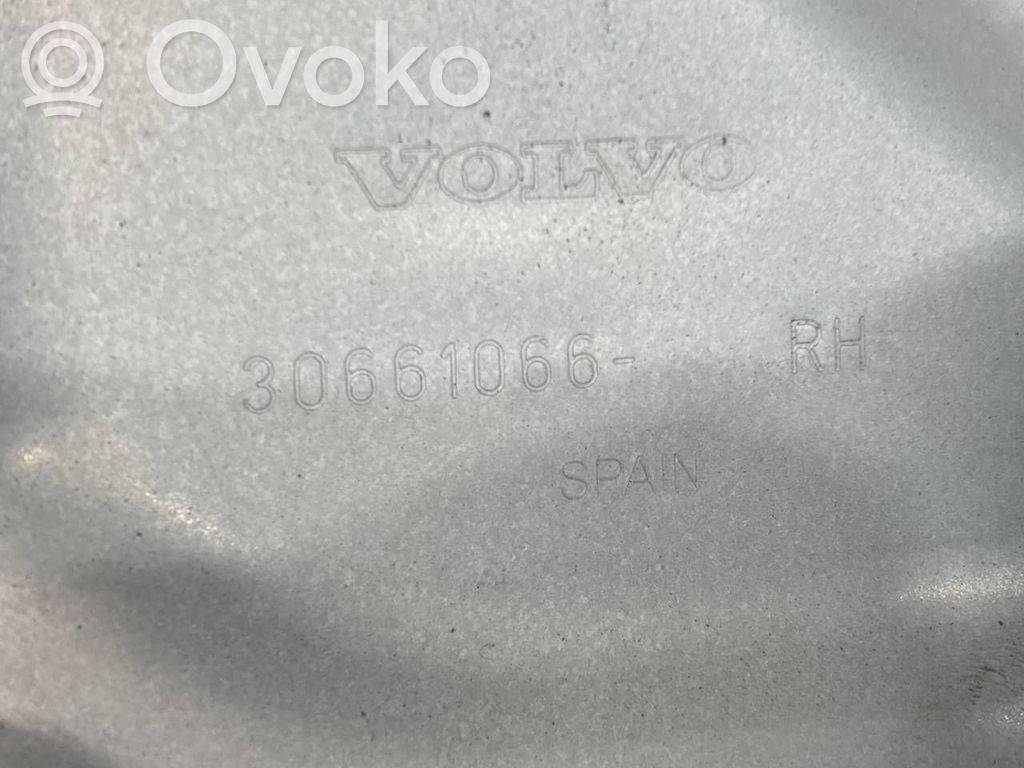 Ovoko
VOLVO
30661066- RH
SPAIN